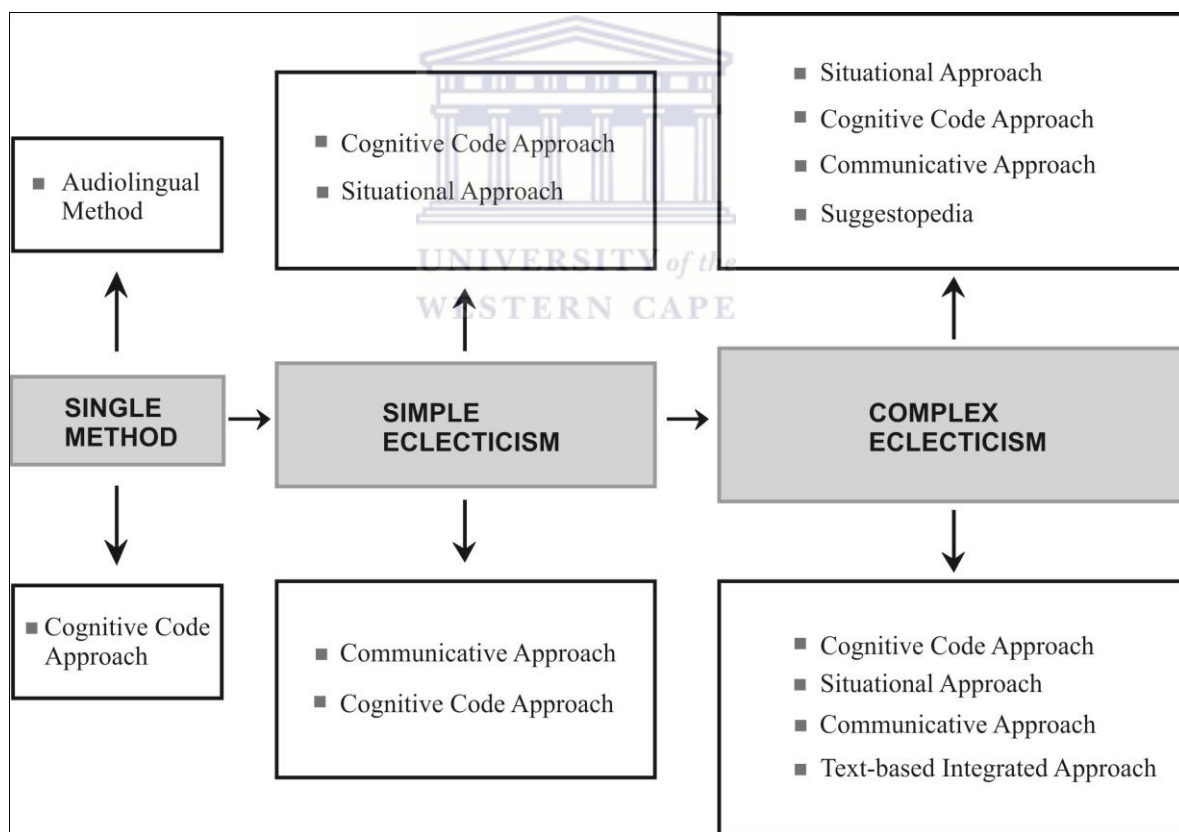 Situational Approach
Cognitive Code Approach
Communicative Approach
Suggestopedia
Cognitive Code Approach
Situational Approach
Audiolingual
Method
UNIVERSITY of the
WESTERN CAPE
SINGLE
METHOD
SIMPLE
ECLECTICISM
COMPLEX
ECLECTICISM
Cognitive Code
Approach
Communicative Approach
Cognitive Code Approach
Cognitive Code Approach
Situational Approach
Communicative Approach
Text-based Integrated Approach